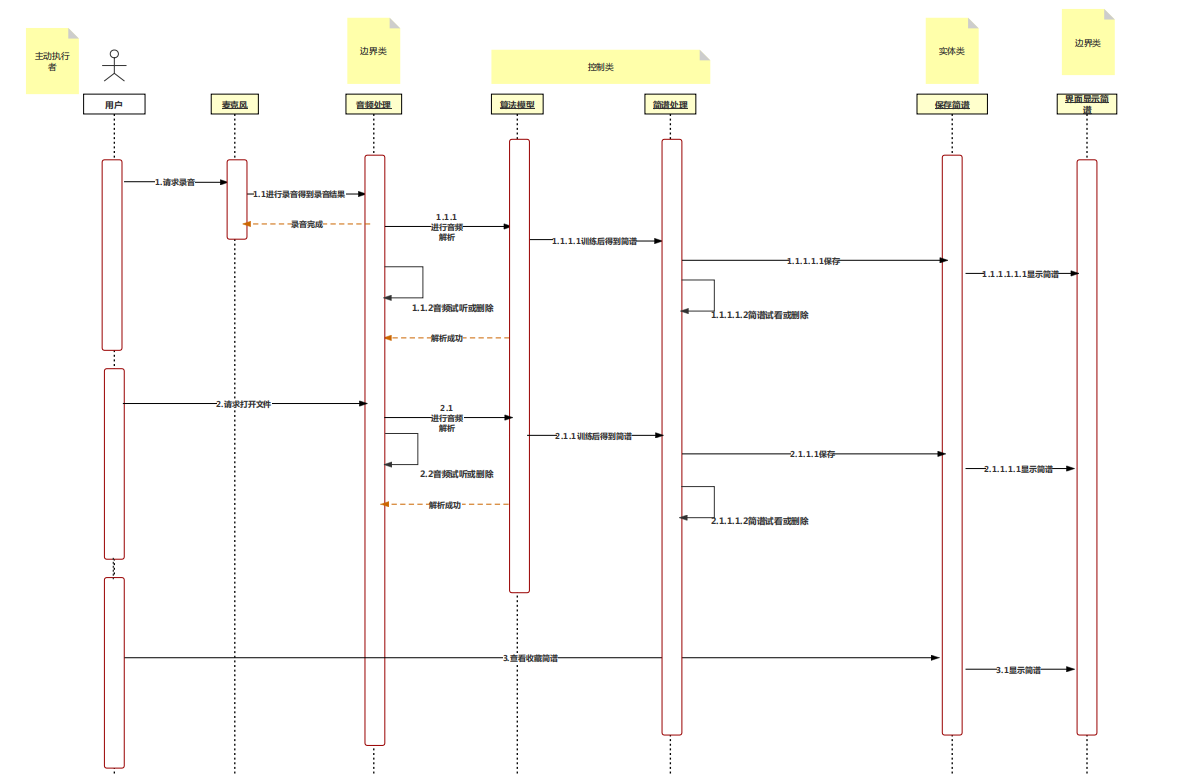 主动执行
者
边界类
控制类
实体类
边界类
用户
麦克风
音频处理
算法模型
简谱处理
保存简谱
界面显示简
谱
1.请求录音
1.1进行录音得到录音结果
录音完成
1.1.1
进行音频
解析
1.1.1.1训练后得到简谱
1.1.1.1.1保存
1.1.1.1.1.1显示简谱
1.1.2音频试听或删除
1.1.1.1.2简谱试看或删除
解析成功
2.请求打开文件
2.1
进行音频
解析
2.1.1训练后得到简谱
2.1.1.1保存
2.1.1.1.1显示简谱
2.2音频试听或删除
解析成功
2.1.1.1.2简谱试看或删除
3.查看收藏简谱
3.1显示简谱